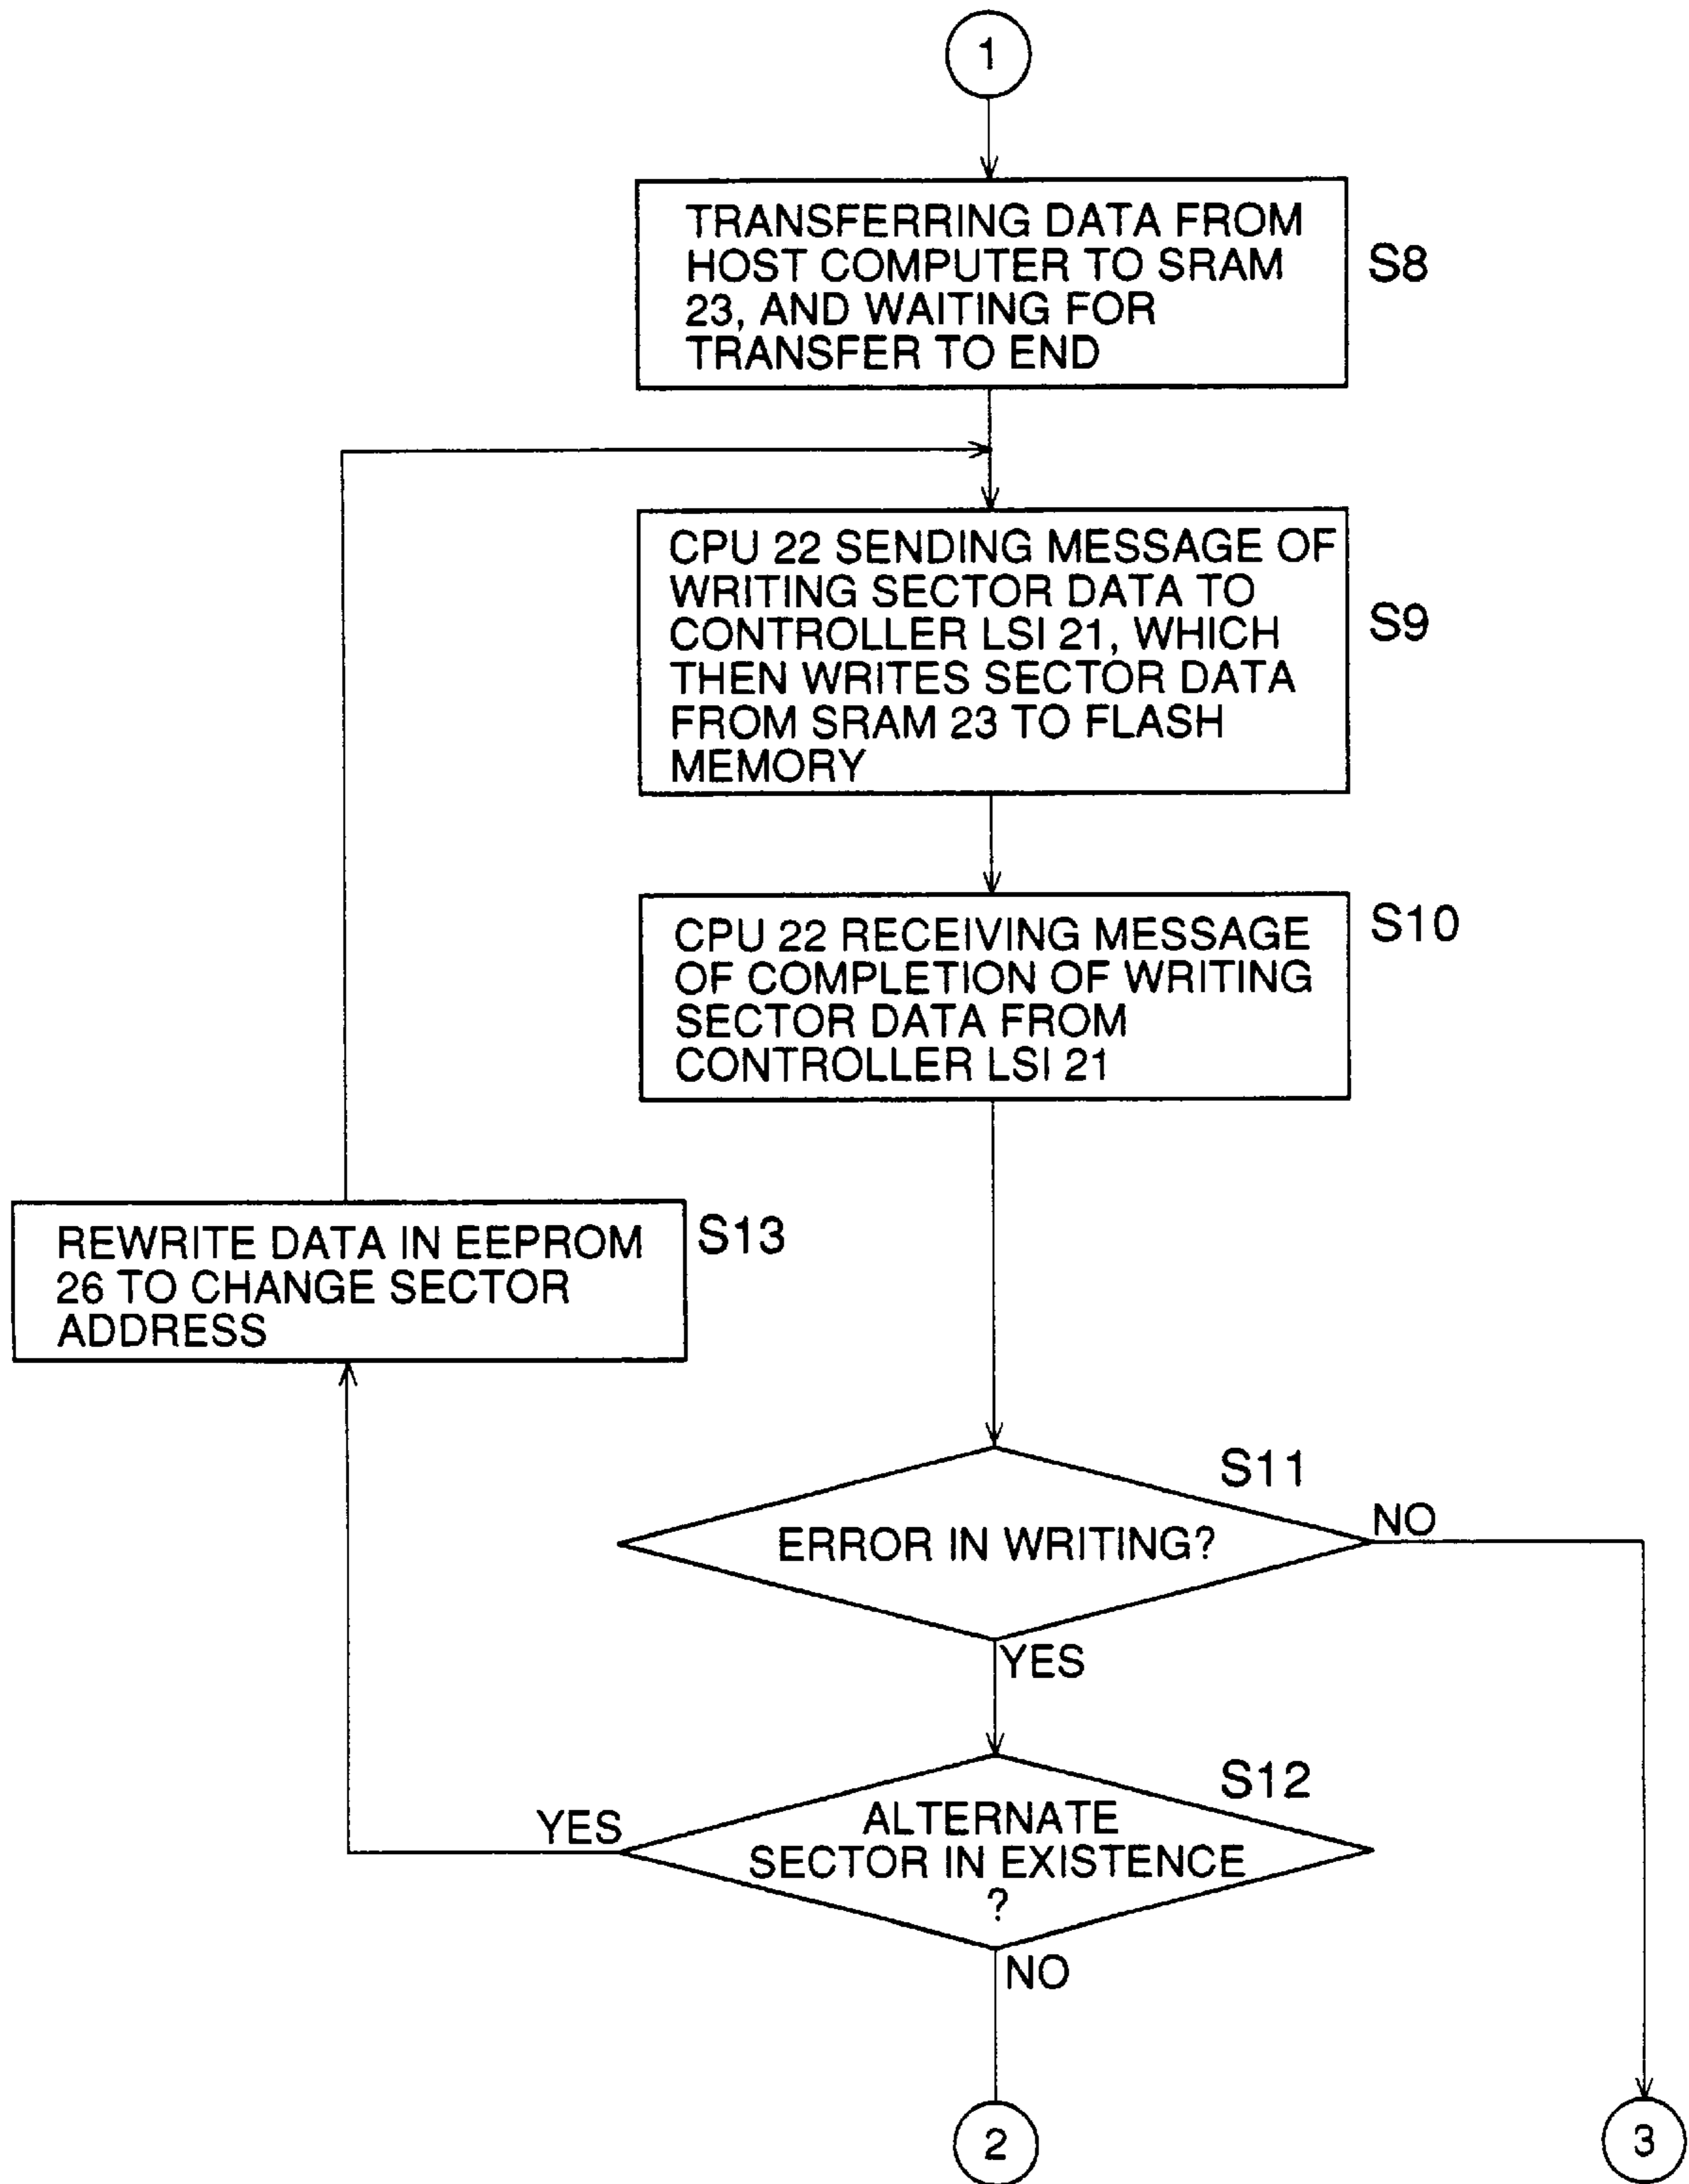 1
TRANSFERRING DATA FROM
HOST COMPUTER TO SRAM
23, AND WAITING FOR
TRANSFER TO END
S8
CPU 22 SENDING MESSAGE OF
WRITING SECTOR DATA TO
CONTROLLER LSI 21, WHICH
THEN WRITES SECTOR DATA
FROM SRAM 23 TO FLASH
MEMORY
S9
CPU 22 RECEIVING MESSAGE
OF COMPLETION OF WRITING
SECTOR DATA FROM
CONTROLLER LSI 21
S10
REWRITE DATA IN EEPROM
26 TO CHANGE SECTOR
ADDRESS
S13
S11
ERROR IN WRITING?
NO
YES
S12
ALTERNATE
SECTOR IN EXISTENCE
?
YES
NO
2
3